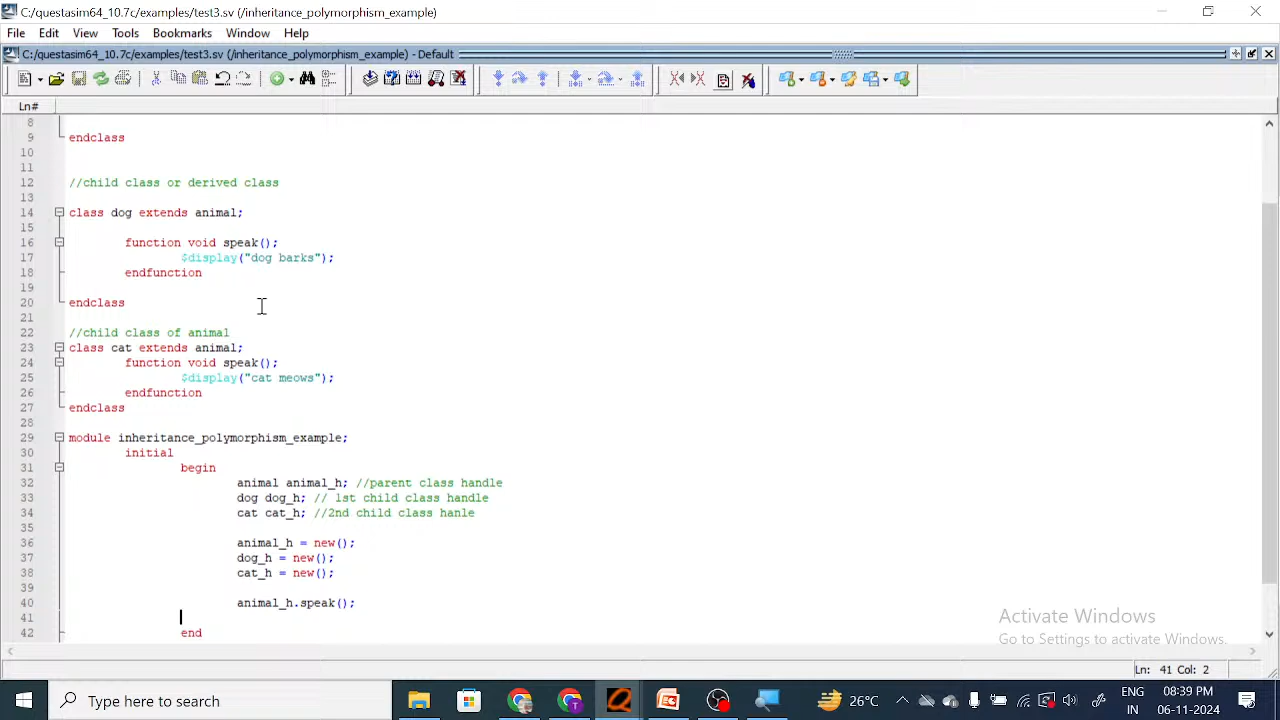 C:/questasim64_10.7c/examples/test3.sv (/inheritance_polymorphism_example)
File Edit View Tools Bookmarks Window Help
C:/questasim64_10.7c/examples/test3.sv (/inheritance_polymorphism_example) - Default
Ln#
8
9 endclass
10
11
12 //child class or derived class
13
14 class dog extends animal;
15
16 function void speak();
17 $display("dog barks");
18 endfunction
19
20 endclass
21
22 //child class of animal
23 class cat extends animal;
24 function void speak();
25 $display("cat meows");
26 endfunction
27 endclass
28
29 module inheritance_polymorphism_example;
30 initial
31 begin
32 animal animal_h; //parent class handle
33 dog dog_h; // 1st child class handle
34 cat cat_h; //2nd child class hanle
35
36 animal_h = new();
37 dog_h = new();
38 cat_h = new();
39
40 animal_h.speak();
41
42 end
Activate Windows
Go to Settings to activate Windows.
Ln: 41 Col: 2
Type here to search
26°C
ENG
IN
8:39 PM
06-11-2024